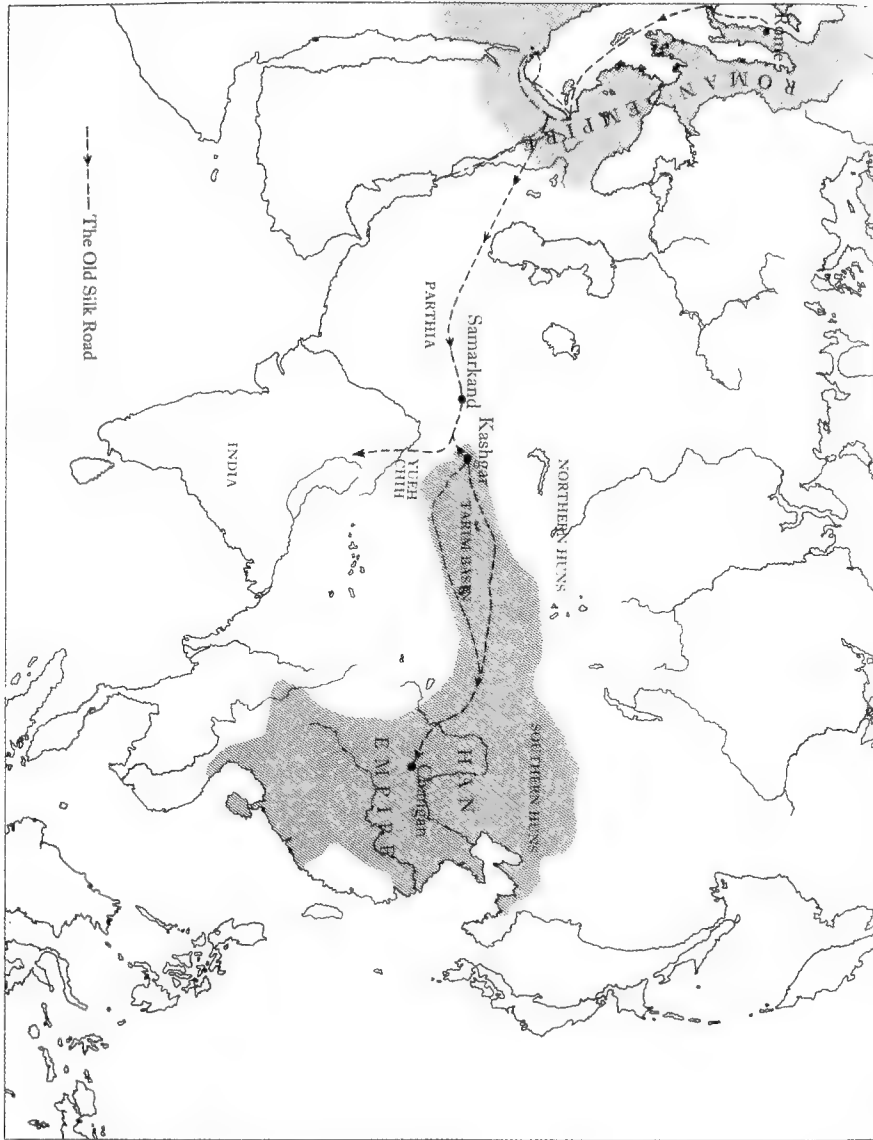 Rome
ROMAN EMPIRE
PARTHIA
Samarkand
Kashgar
NORTHERN HUNS
TARIM BASIN
YUEH
CHIH
INDIA
SOUTHERN HUNS
HAN
EMPIRE
The Old Silk Road